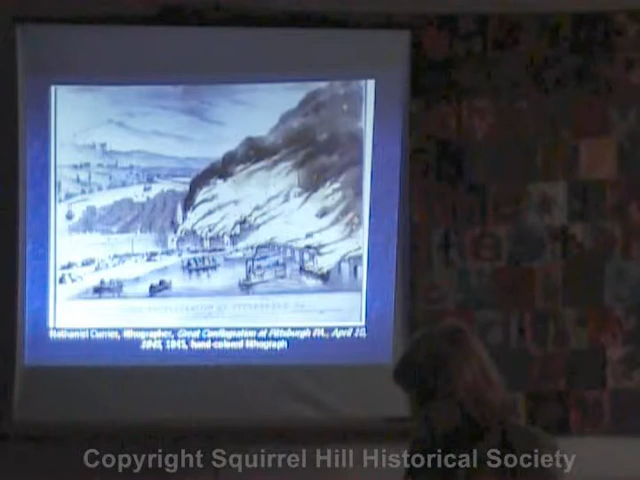 Nathaniel Currier, lithographer, Great Conflagration at Pittsburgh PA., April 10,
1845, 1845, hand-colored lithograph
Copyright Squirrel Hill Historical Society